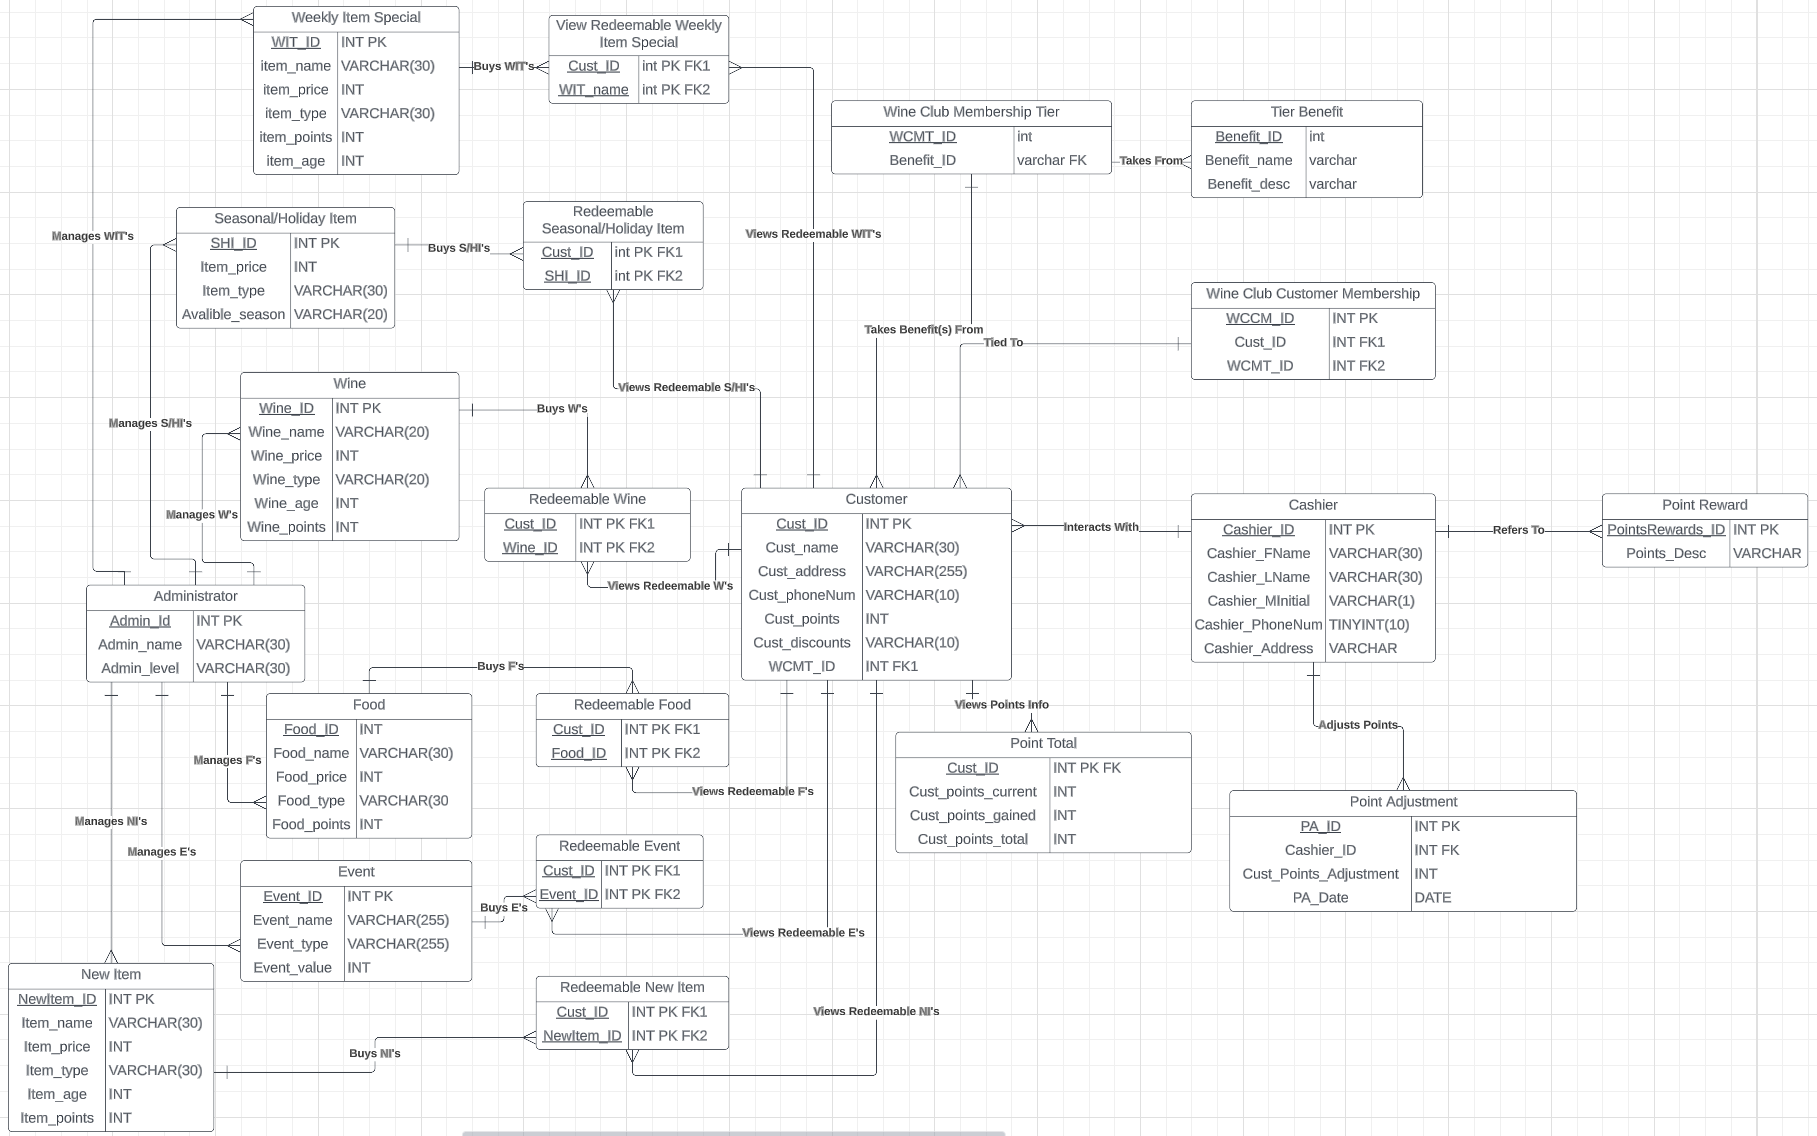 Weekly Item Special
WIT_ID INT PK
item_name VARCHAR(30)
item_price INT
item_type VARCHAR(30)
item_points INT
item_age INT
Buys WIT's
View Redeemable Weekly
Item Special
Cust_ID int PK FK1
WIT_name int PK FK2
Wine Club Membership Tier
WCMT_ID int
Benefit_ID varchar FK
Takes From
Tier Benefit
Benefit_ID int
Benefit_name varchar
Benefit_desc varchar
Manages WIT's
Seasonal/Holiday Item
SHI_ID INT PK
Item_price INT
Item_type VARCHAR(30)
Avalible_season VARCHAR(20)
Buys S/HI's
Redeemable
Seasonal/Holiday Item
Cust_ID int PK FK1
SHI_ID int PK FK2
Views Redeemable WIT's
Wine Club Customer Membership
WCCM_ID INT PK
Cust_ID INT FK1
WCMT_ID INT FK2
Takes Benefit(s) From
Tied To
Views Redeemable S/HI's
Manages S/HI's
Wine
Wine_ID INT PK
Wine_name VARCHAR(20)
Wine_price INT
Wine_type VARCHAR(20)
Wine_age INT
Wine_points INT
Buys W's
Manages W's
Redeemable Wine
Cust_ID INT PK FK1
Wine_ID INT PK FK2
Views Redeemable W's
Customer
Cust_ID INT PK
Cust_name VARCHAR(30)
Cust_address VARCHAR(255)
Cust_phoneNum VARCHAR(10)
Cust_points INT
Cust_discounts VARCHAR(10)
WCMT_ID INT FK1
Interacts With
Cashier
Cashier_ID INT PK
Cashier_FName VARCHAR(30)
Cashier_LName VARCHAR(30)
Cashier_MInitial VARCHAR(1)
Cashier_PhoneNum TINYINT(10)
Cashier_Address VARCHAR
Refers To
Point Reward
PointsRewards_ID INT PK
Points_Desc VARCHAR
Administrator
Admin_Id INT PK
Admin_name VARCHAR(30)
Admin_level VARCHAR(30)
Buys F's
Food
Food_ID INT
Food_name VARCHAR(30)
Food_price INT
Food_type VARCHAR(30
Food_points INT
Manages F's
Redeemable Food
Cust_ID INT PK FK1
Food_ID INT PK FK2
Views Redeemable F's
Views Points Info
Point Total
Cust_ID INT PK FK
Cust_points_current INT
Cust_points_gained INT
Cust_points_total INT
Adjusts Points
Point Adjustment
PA_ID INT PK
Cashier_ID INT FK
Cust_Points_Adjustment INT
PA_Date DATE
Manages NI's
Manages E's
Event
Event_ID INT PK
Event_name VARCHAR(255)
Event_type VARCHAR(255)
Event_value INT
Buys E's
Redeemable Event
Cust_ID INT PK FK1
Event_ID INT PK FK2
Views Redeemable E's
New Item
NewItem_ID INT PK
Item_name VARCHAR(30)
Item_price INT
Item_type VARCHAR(30)
Item_age INT
Item_points INT
Buys NI's
Redeemable New Item
Cust_ID INT PK FK1
NewItem_ID INT PK FK2
Views Redeemable NI's